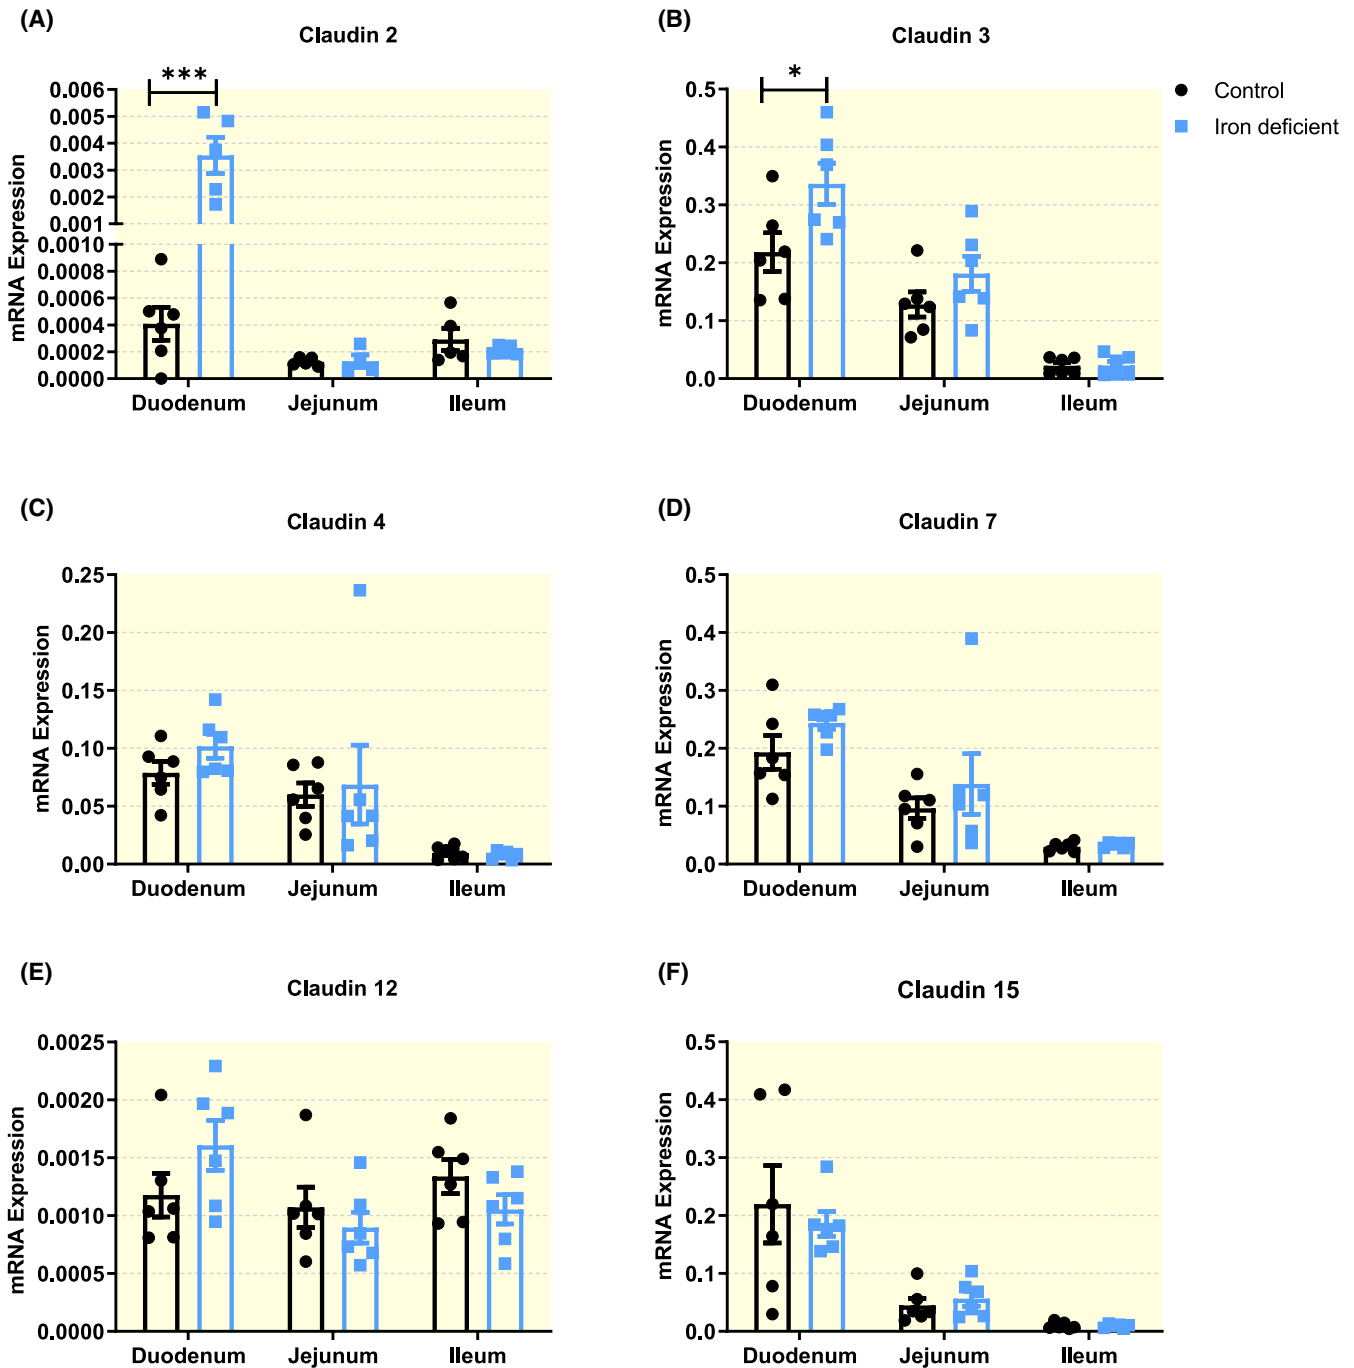 (A)
Claudin 2
***
mRNA Expression
0.006
0.005
0.004
0.003
0.002
0.001
0.0010
0.0008
0.0006
0.0004
0.0002
0.0000
Duodenum Jejunum Ileum
(B)
Claudin 3
*
mRNA Expression
0.5
0.4
0.3
0.2
0.1
0.0
Duodenum Jejunum Ileum
Control
Iron deficient
(C)
Claudin 4
mRNA Expression
0.25
0.20
0.15
0.10
0.05
0.00
Duodenum Jejunum Ileum
(D)
Claudin 7
mRNA Expression
0.5
0.4
0.3
0.2
0.1
0.0
Duodenum Jejunum Ileum
(E)
Claudin 12
mRNA Expression
0.0025
0.0020
0.0015
0.0010
0.0005
0.0000
Duodenum Jejunum Ileum
(F)
Claudin 15
mRNA Expression
0.5
0.4
0.3
0.2
0.1
0.0
Duodenum Jejunum Ileum